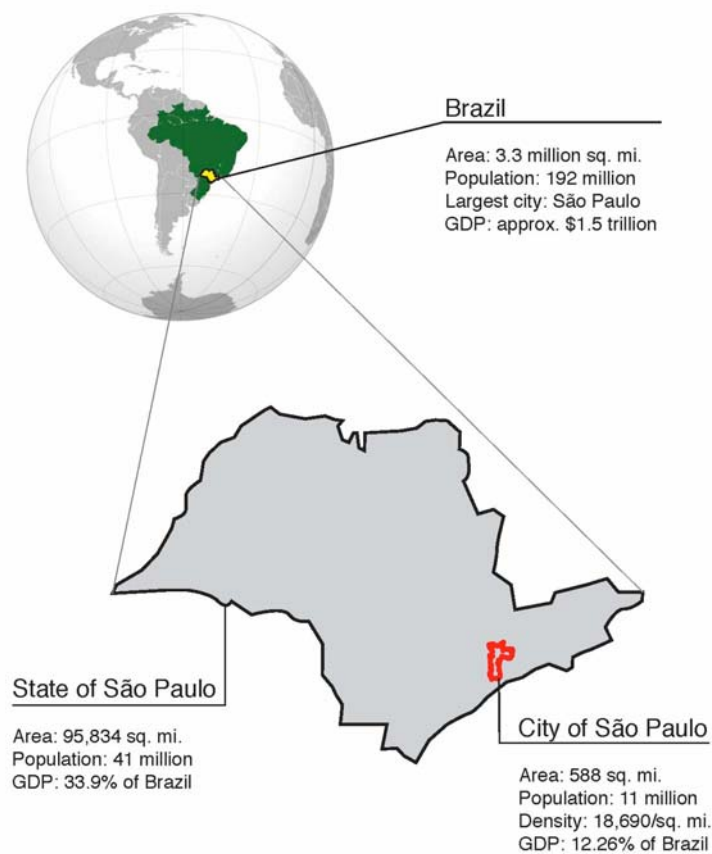 Brazil
Area: 3.3 million sq. mi.
Population: 192 million
Largest city: São Paulo
GDP: approx. $1.5 trillion
State of São Paulo
Area: 95,834 sq. mi.
Population: 41 million
GDP: 33.9% of Brazil
City of São Paulo
Area: 588 sq. mi.
Population: 11 million
Density: 18,690/sq. mi.
GDP: 12.26% of Brazil